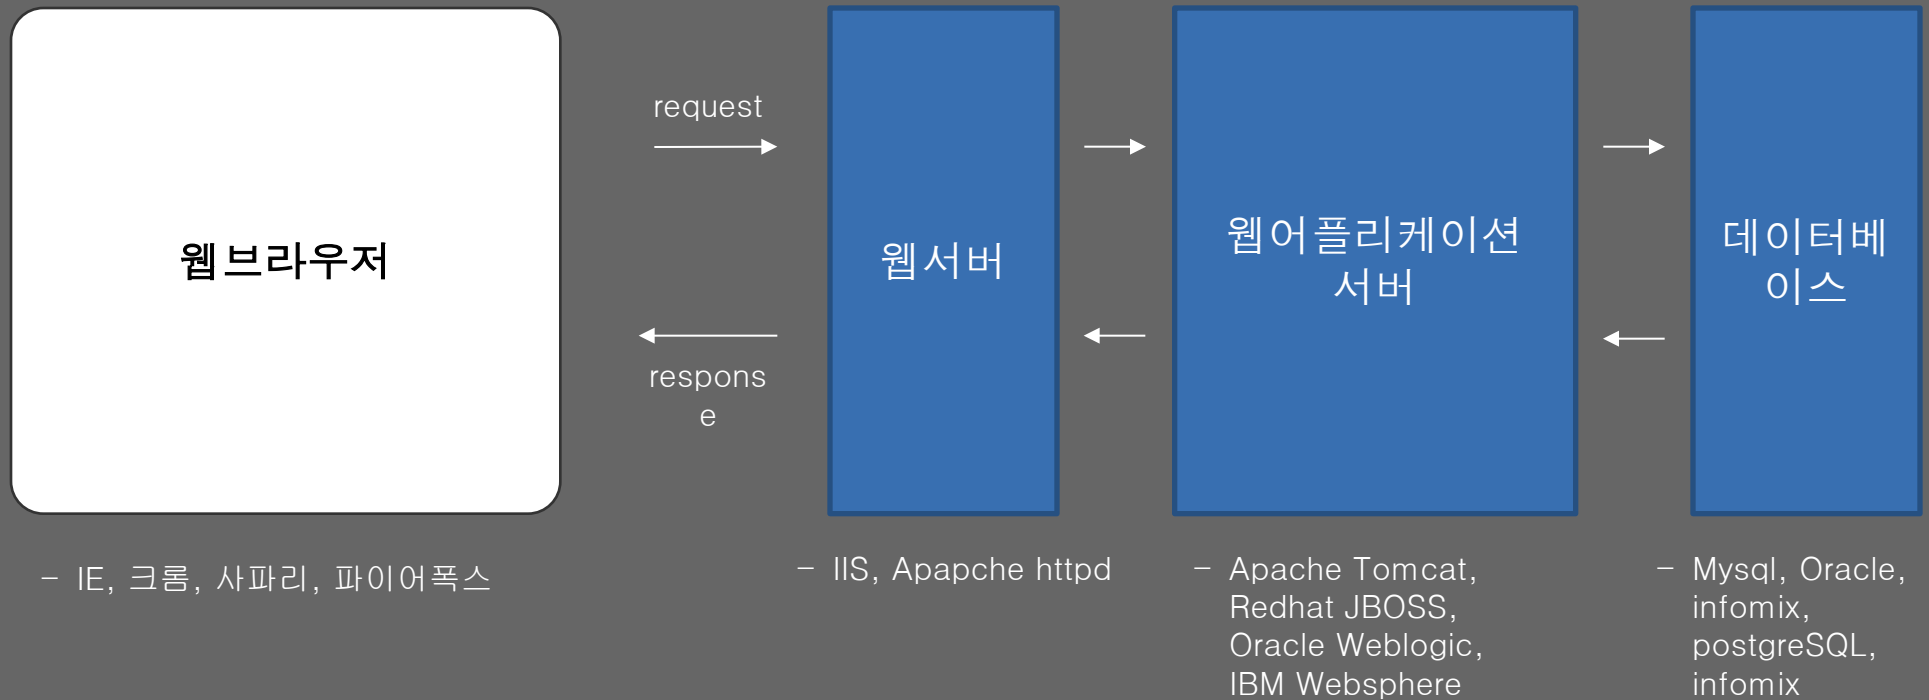 request
웹브라우저
웹서버
웹어플리케이션
서버
데이터베
이스
respons
e
- IE, 크롬, 사파리, 파이어폭스
- IIS, Apapche httpd
- Apache Tomcat,
Redhat JBOSS,
Oracle Weblogic,
IBM Websphere
- Mysql, Oracle,
infomix,
postgreSQL,
infomix